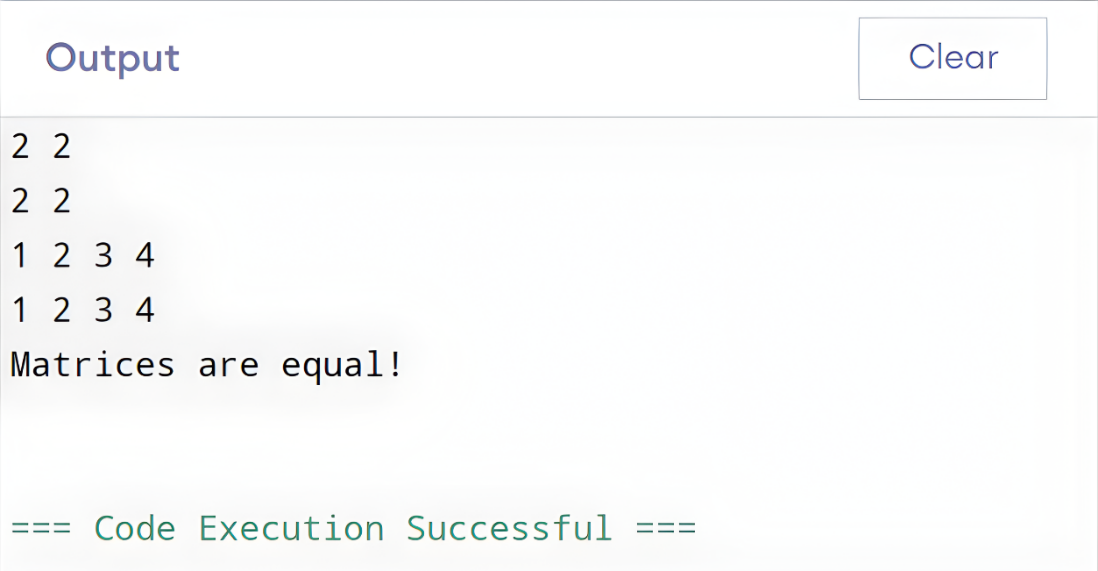 Output
Clear
2 2
2 2
1 2 3 4
1 2 3 4
Matrices are equal!
=== Code Execution Successful ===